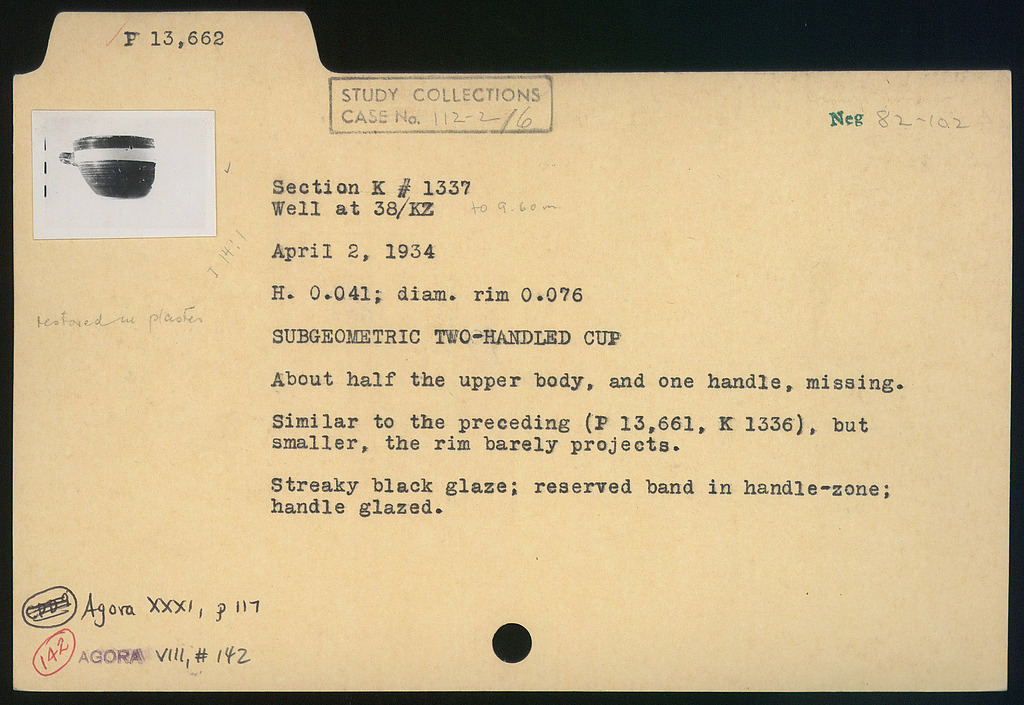 P 13,662
STUDY COLLECTIONS
CASE No. 112-2/6
Neg 82-102
Section K # 1337
Well at 38/KZ to 9.60 m
April 2, 1934
H. 0.041; diam. rim 0.076
restored in plaster
SUBGEOMETRIC TWO-HANDLED CUP
About half the upper body, and one handle, missing.
Similar to the preceding (P 13,661, K 1336), but
smaller, the rim barely projects.
Streaky black glaze; reserved band in handle-zone;
handle glazed.
Agora XXXI, p 117
142 AGORA VIII, # 142